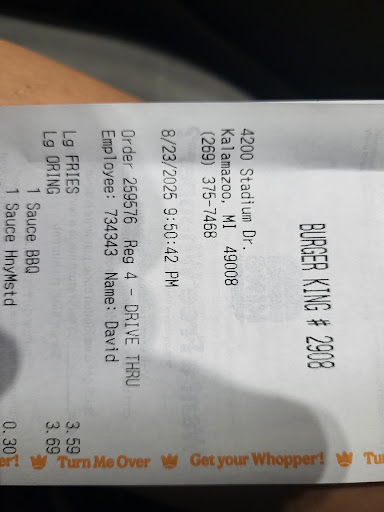 BURGER KING # 2908
4200 Stadium Dr.
Kalamazoo, MI 49008
(269) 375-7468
8/23/2025 9:50:42 PM
Order 259576 Reg 4 - DRIVE THRU
Employee: 734343 Name: David
Lg FRIES 3.59
Lg ORING 3.69
1 Sauce BBQ
1 Sauce HnyMstd 0.30
er! Turn Me Over Get your Whopper! Tu